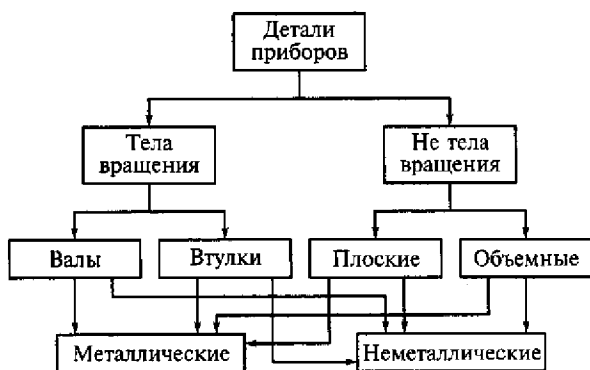 Детали
приборов
Тела
вращения
Не тела
вращения
Валы
Втулки
Плоские
Объемные
Металлические
Неметаллические